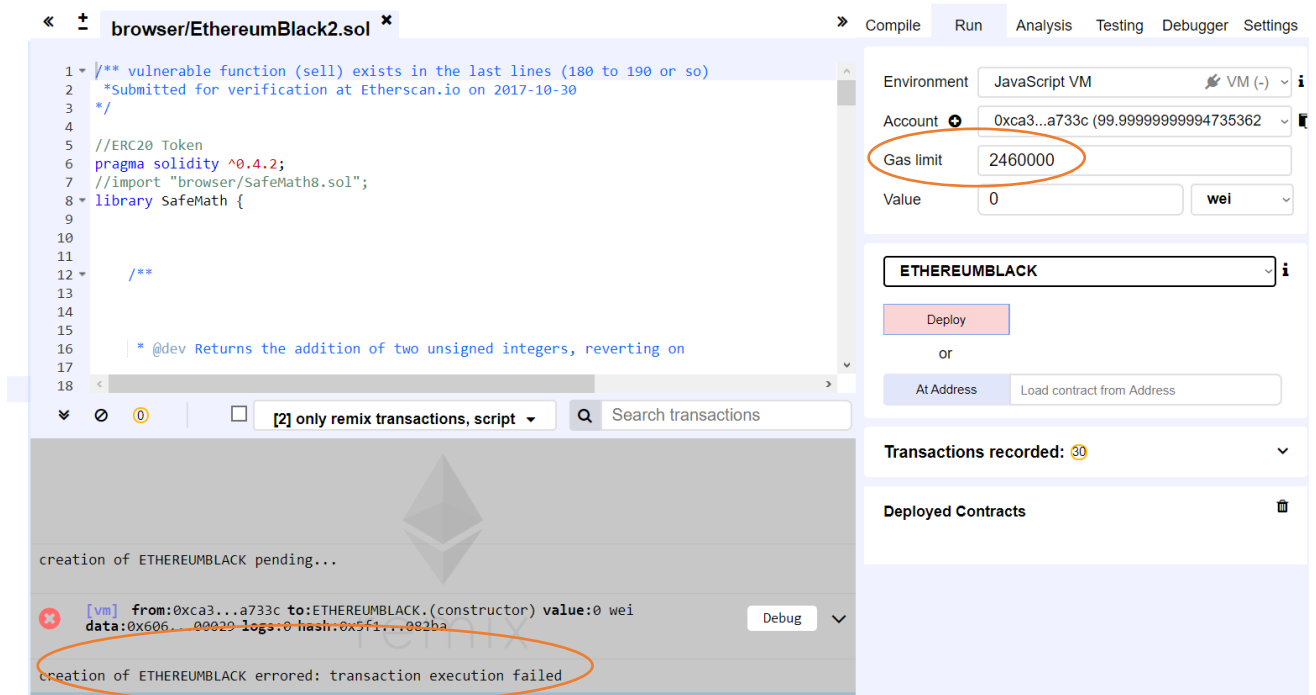 browser/EthereumBlack2.sol
Compile Run Analysis Testing Debugger Settings
1 /** vulnerable function (sell) exists in the last lines (180 to 190 or so)
2 *Submitted for verification at Etherscan.io on 2017-10-30
3 */
4
5 //ERC20 Token
6 pragma solidity ^0.4.2;
7 //import "browser/SafeMath8.sol";
8 library SafeMath {
9
10
11
12 /**
13
14
15
16 * @dev Returns the addition of two unsigned integers, reverting on
17
18
0 [2] only remix transactions, script Search transactions
creation of ETHEREUMBLACK pending...
[vm] from:0xca3...a733c to:ETHEREUMBLACK.(constructor) value:0 wei
data:0x606...00029 logs:0 hash:0x5f1...082ba
Debug
remix
creation of ETHEREUMBLACK errored: transaction execution failed
Environment JavaScript VM VM (-) i
Account 0xca3...a733c (99.99999999994735362
Gas limit 2460000
Value 0 wei
ETHEREUMBLACK i
Deploy
or
At Address Load contract from Address
Transactions recorded: 30
Deployed Contracts